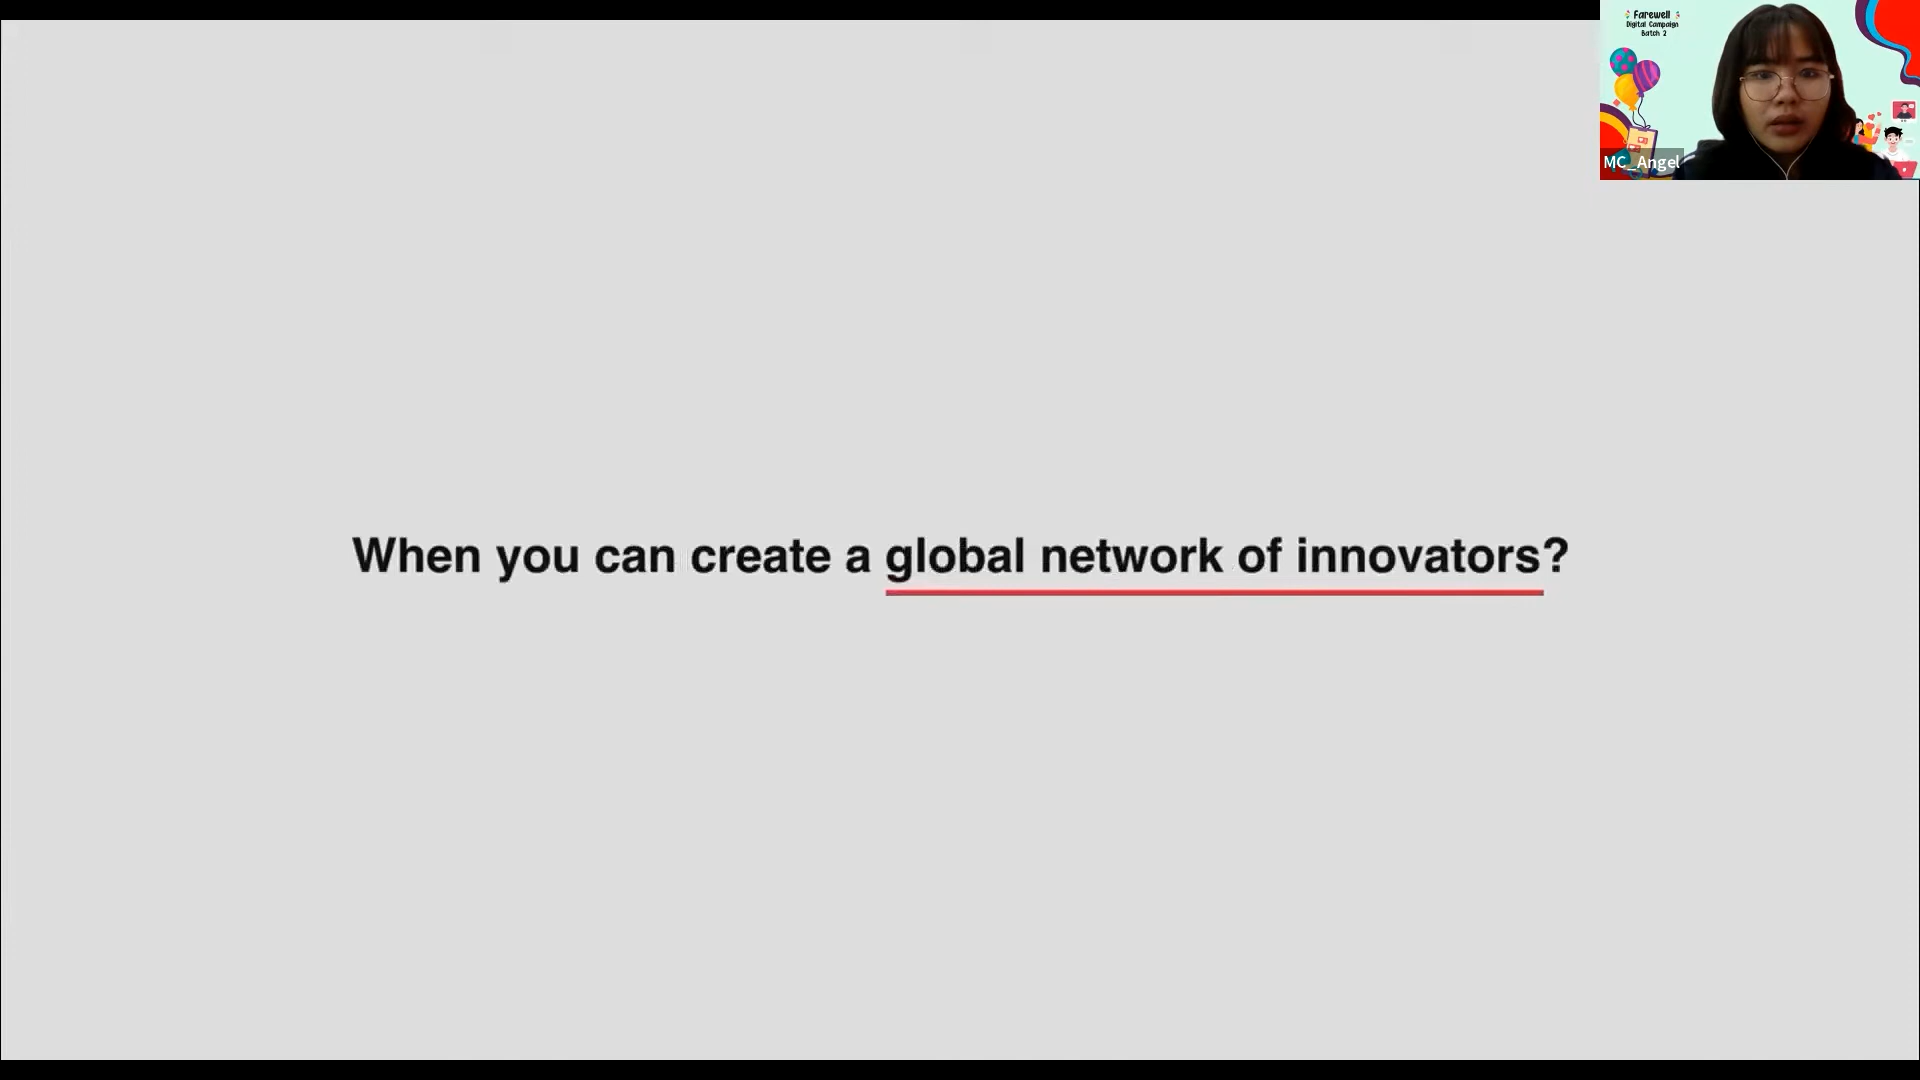 Farewell
Digital Campaign
Batch 2
MC_Angel
When you can create a global network of innovators?